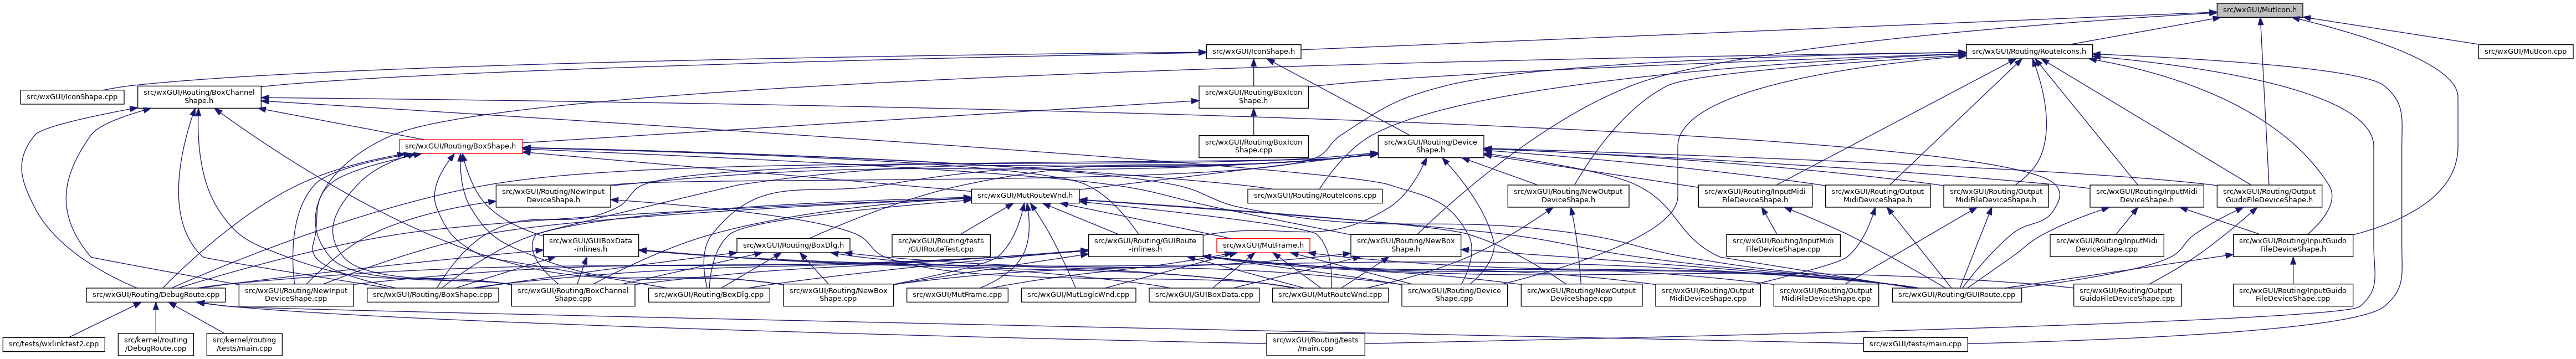 src/wxGUI/MutIcon.h
src/wxGUI/IconShape.h
src/wxGUI/Routing/RouteIcons.h
src/wxGUI/MutIcon.cpp
src/wxGUI/IconShape.cpp
src/wxGUI/Routing/BoxChannel
Shape.h
src/wxGUI/Routing/BoxIcon
Shape.h
src/wxGUI/Routing/BoxShape.h
src/wxGUI/Routing/BoxIcon
Shape.cpp
src/wxGUI/Routing/Device
Shape.h
src/wxGUI/Routing/NewInput
DeviceShape.h
src/wxGUI/MutRouteWnd.h
src/wxGUI/Routing/RouteIcons.cpp
src/wxGUI/Routing/NewOutput
DeviceShape.h
src/wxGUI/Routing/InputMidi
FileDeviceShape.h
src/wxGUI/Routing/Output
MidiDeviceShape.h
src/wxGUI/Routing/Output
MidiFileDeviceShape.h
src/wxGUI/Routing/InputMidi
DeviceShape.h
src/wxGUI/Routing/Output
GuidoFileDeviceShape.h
src/wxGUI/GUIBoxData
-inlines.h
src/wxGUI/Routing/BoxDlg.h
src/wxGUI/Routing/tests
/GUIRouteTest.cpp
src/wxGUI/Routing/GUIRoute
-inlines.h
src/wxGUI/MutFrame.h
src/wxGUI/Routing/NewBox
Shape.h
src/wxGUI/Routing/InputMidi
FileDeviceShape.cpp
src/wxGUI/Routing/InputMidi
DeviceShape.cpp
src/wxGUI/Routing/InputGuido
FileDeviceShape.h
src/wxGUI/Routing/DebugRoute.cpp
src/wxGUI/Routing/NewInput
DeviceShape.cpp
src/wxGUI/Routing/BoxShape.cpp
src/wxGUI/Routing/BoxChannel
Shape.cpp
src/wxGUI/Routing/BoxDlg.cpp
src/wxGUI/Routing/NewBox
Shape.cpp
src/wxGUI/MutFrame.cpp
src/wxGUI/MutLogicWnd.cpp
src/wxGUI/GUIBoxData.cpp
src/wxGUI/MutRouteWnd.cpp
src/wxGUI/Routing/Device
Shape.cpp
src/wxGUI/Routing/NewOutput
DeviceShape.cpp
src/wxGUI/Routing/Output
MidiDeviceShape.cpp
src/wxGUI/Routing/Output
MidiFileDeviceShape.cpp
src/wxGUI/Routing/GUIRoute.cpp
src/wxGUI/Routing/Output
GuidoFileDeviceShape.cpp
src/wxGUI/Routing/InputGuido
FileDeviceShape.cpp
src/tests/wxlinktest2.cpp
src/kernel/routing
/DebugRoute.cpp
src/kernel/routing
/tests/main.cpp
src/wxGUI/Routing/tests
/main.cpp
src/wxGUI/tests/main.cpp